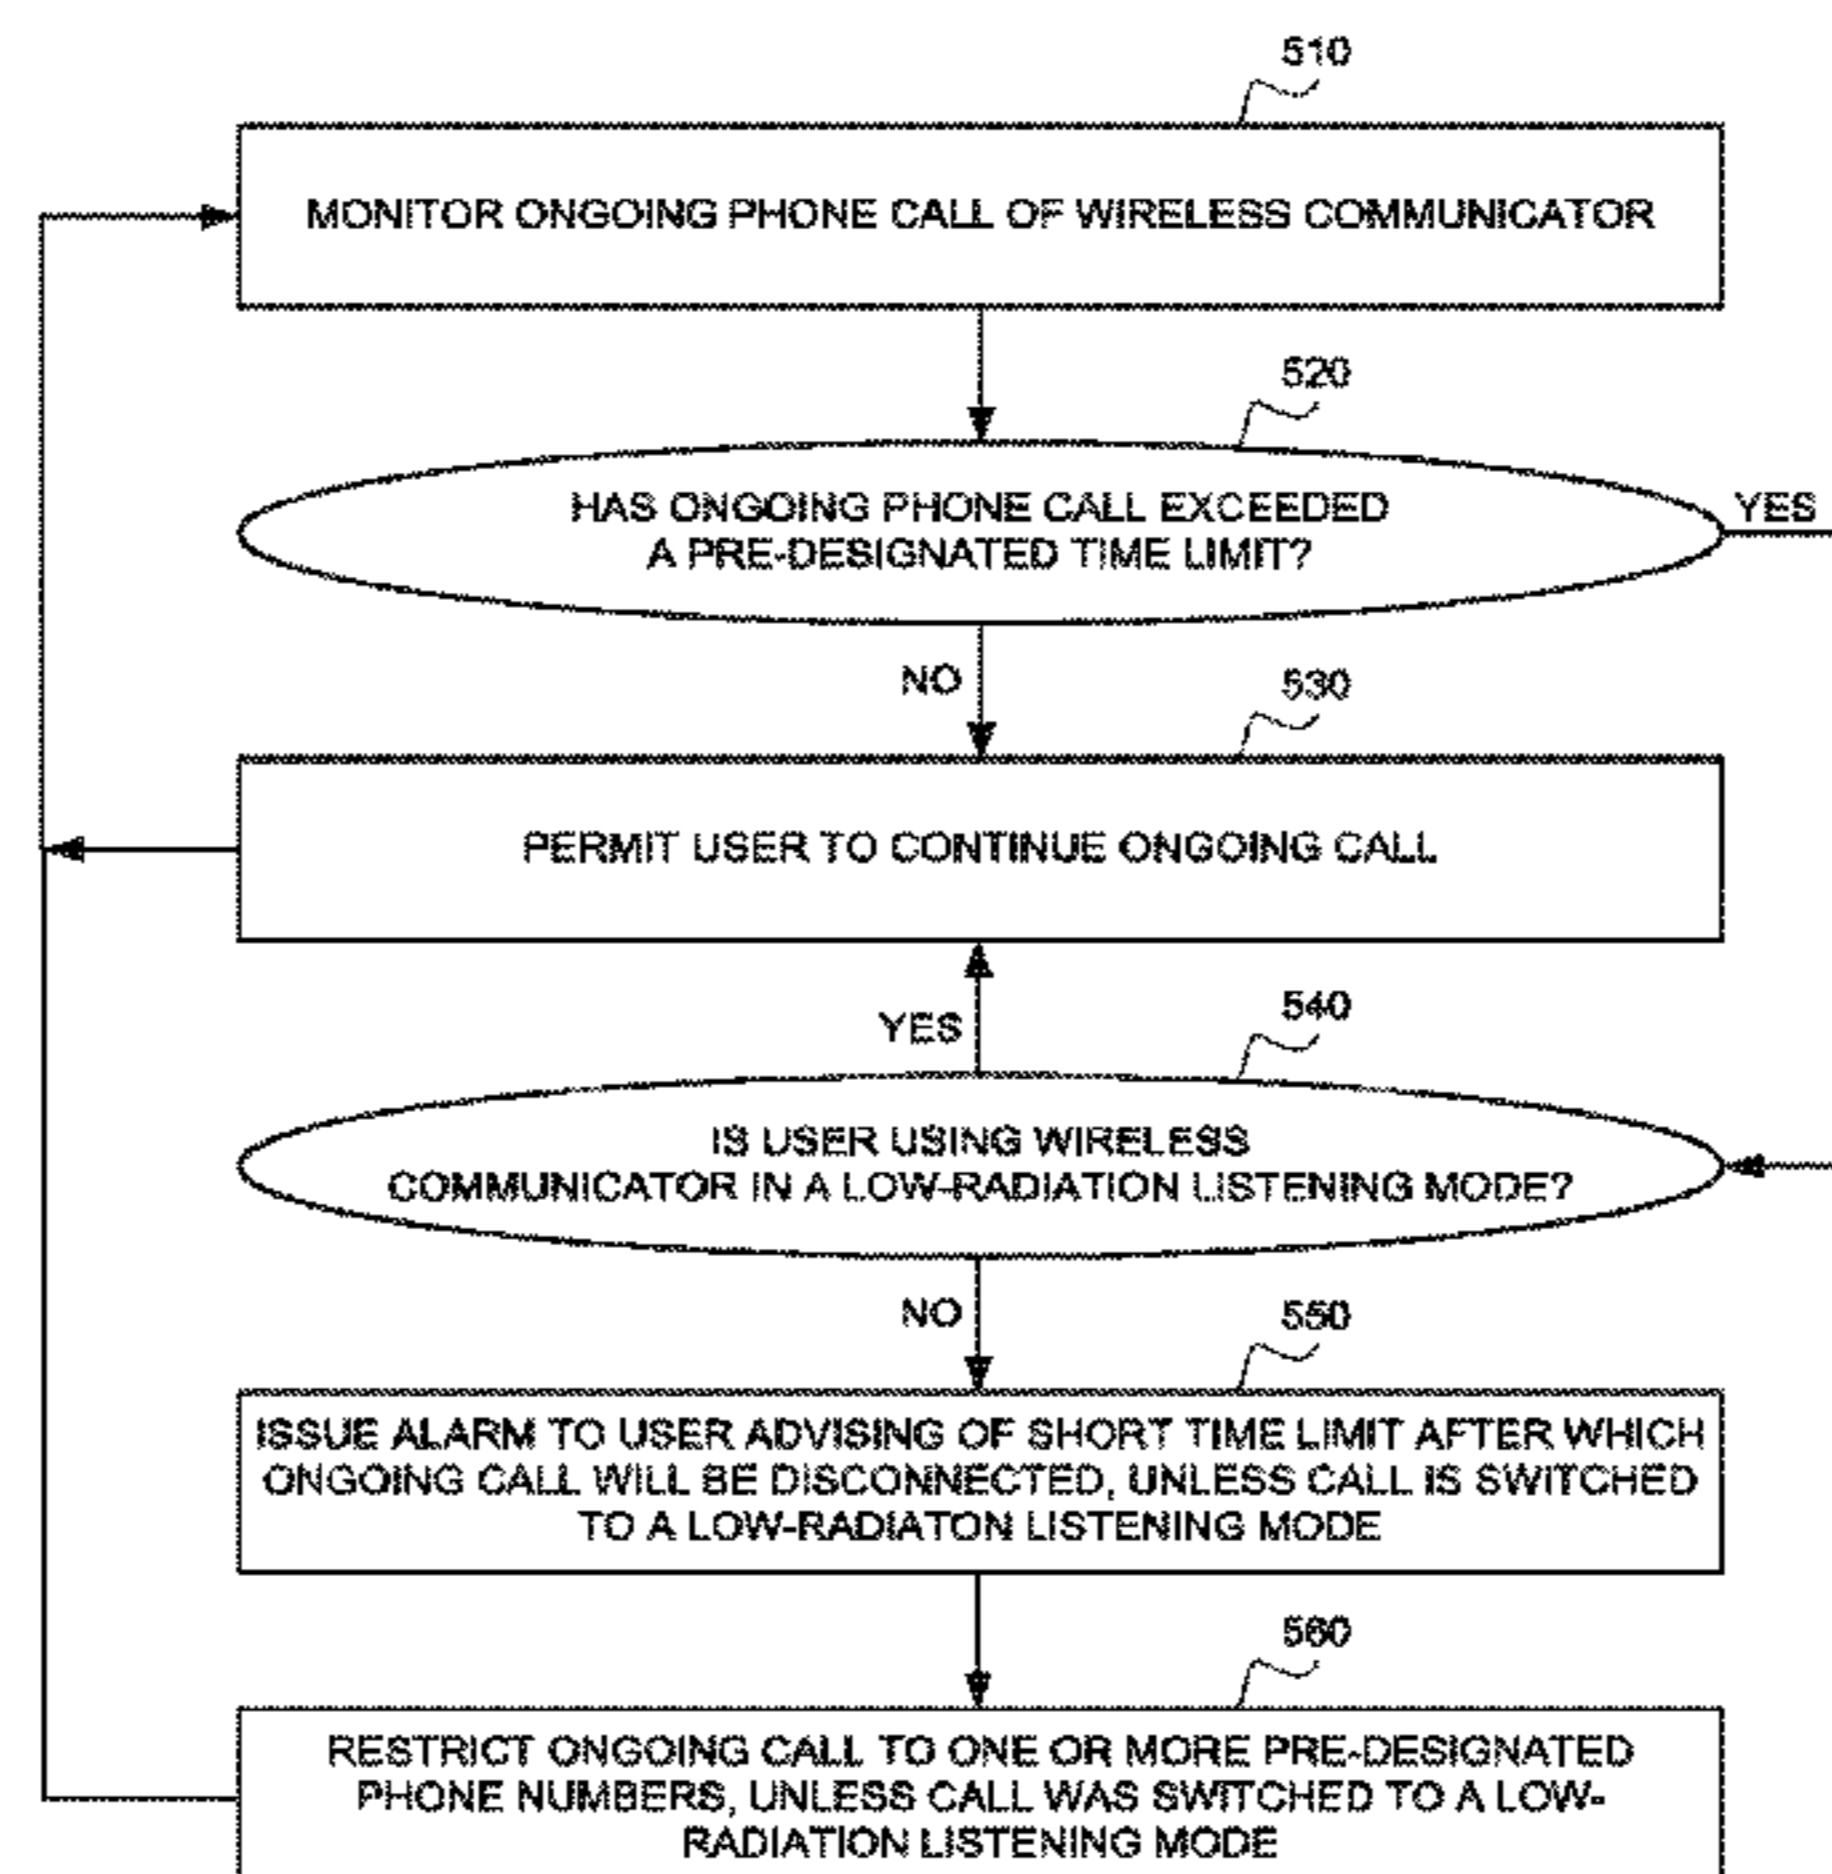 510
MONITOR ONGOING PHONE CALL OF WIRELESS COMMUNICATOR
520
HAS ONGOING PHONE CALL EXCEEDED
A PRE-DESIGNATED TIME LIMIT?
YES
NO
530
PERMIT USER TO CONTINUE ONGOING CALL
YES
540
IS USER USING WIRELESS
COMMUNICATOR IN A LOW-RADIATION LISTENING MODE?
NO
550
ISSUE ALARM TO USER ADVISING OF SHORT TIME LIMIT AFTER WHICH
ONGOING CALL WILL BE DISCONNECTED, UNLESS CALL IS SWITCHED
TO A LOW-RADIATON LISTENING MODE
560
RESTRICT ONGOING CALL TO ONE OR MORE PRE-DESIGNATED
PHONE NUMBERS, UNLESS CALL WAS SWITCHED TO A LOW-
RADIATION LISTENING MODE